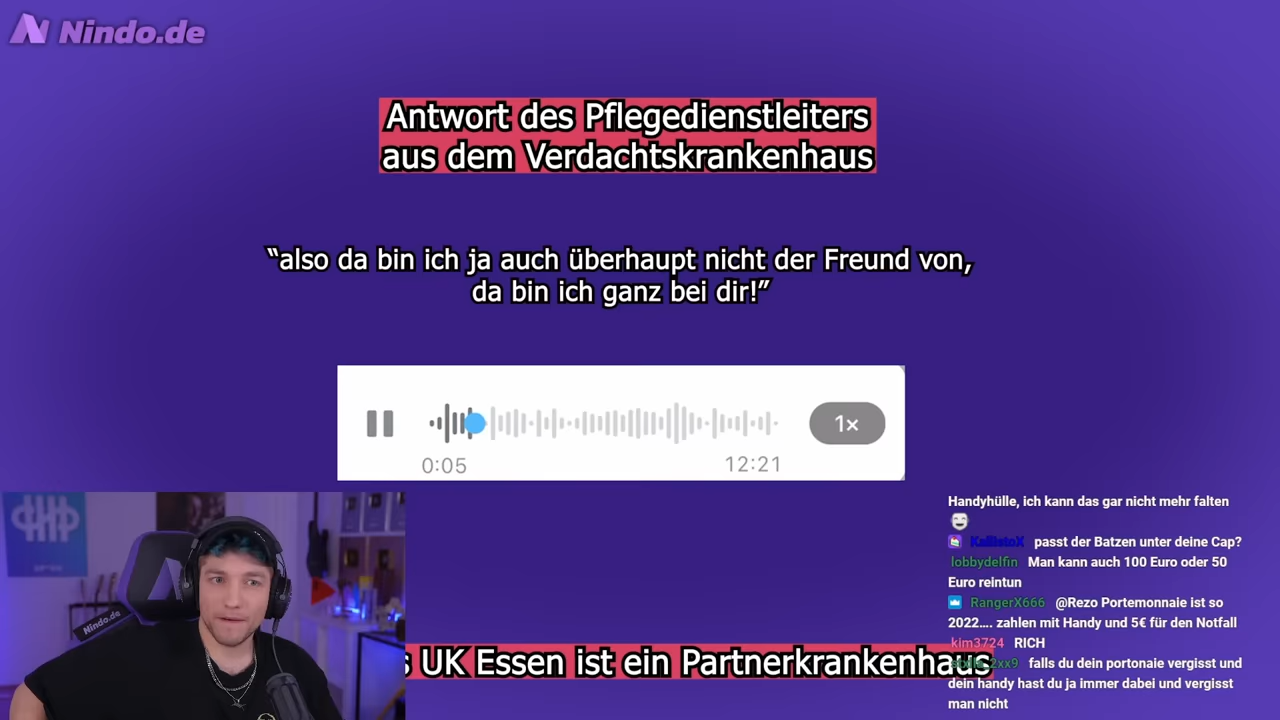 Nindo.de
Antwort des Pflegedienstleiters
aus dem Verdachtskrankenhaus
“also da bin ich ja auch überhaupt nicht der Freund von,
da bin ich ganz bei dir!”
1x
0:05
12:21
Nindo.de
s UK Essen ist ein Partnerkrankenhaus
Handyhülle, ich kann das gar nicht mehr falten
KallistoX passt der Batzen unter deine Cap?
lobbydelfin Man kann auch 100 Euro oder 50
Euro reintun
RangerX666 @Rezo Portemonnaie ist so
2022.... zahlen mit Handy und 5€ für den Notfall
kim3724 RICH
falls du dein portonaie vergisst und
dein handy hast du ja immer dabei und vergisst
man nicht